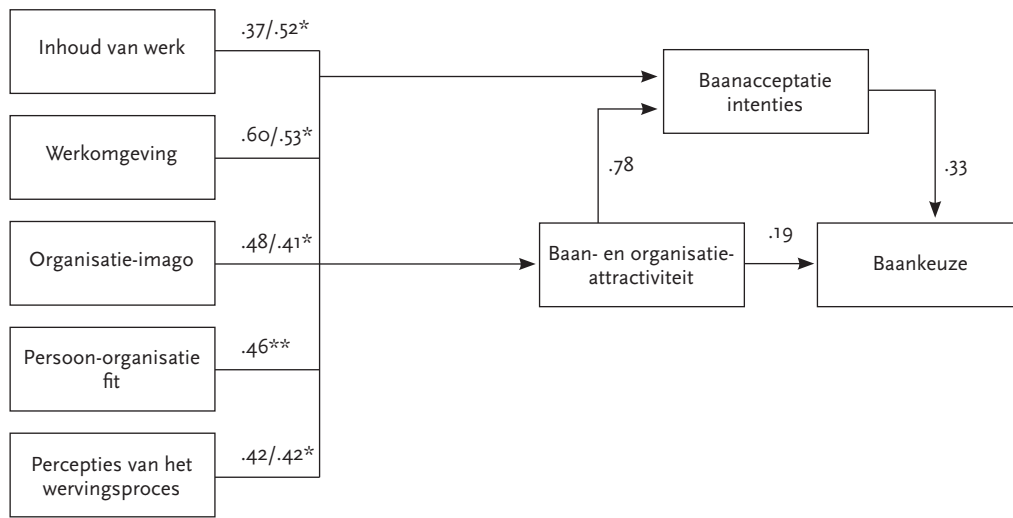 Inhoud van werk
.37/.52*
Werkomgeving
.60/.53*
Organisatie-imago
.48/.41*
Persoon-organisatie
fit
.46**
Percepties van het
wervingsproces
.42/.42*
Baanacceptatie
intenties
.78
.33
Baan- en organisatie-
attractiviteit
.19
Baankeuze